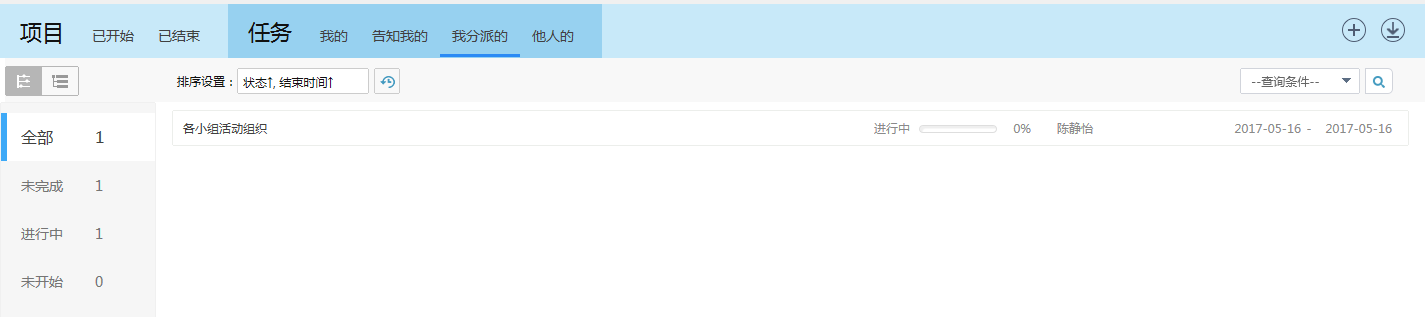 项目 已开始 已结束 任务 我的 告知我的 我分派的 他人的
排序设置： 状态↑, 结束时间↑ --查询条件--
全部 1
各小组活动组织 进行中 0% 陈静怡 2017-05-16 - 2017-05-16
未完成 1
进行中 1
未开始 0